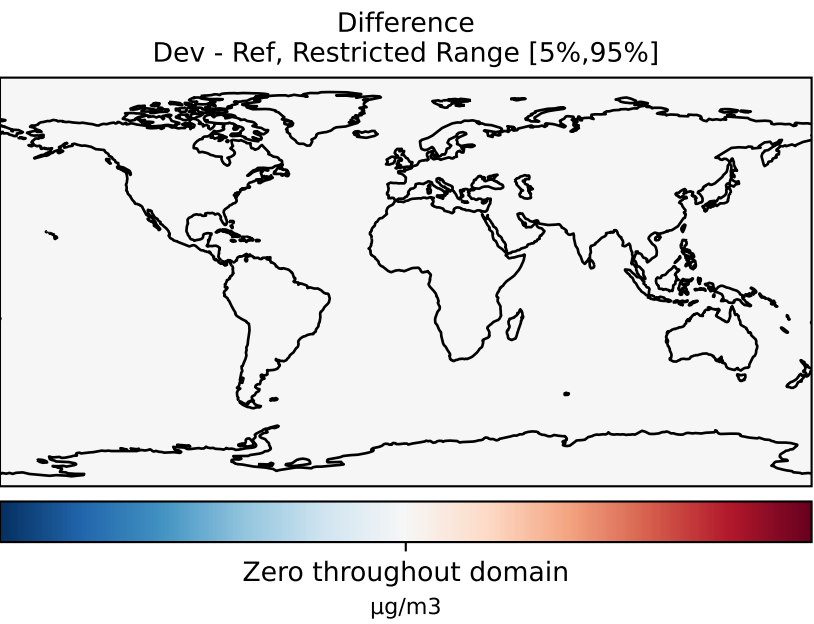 Difference
Dev - Ref, Restricted Range [5%,95%]
Zero throughout domain
μg/m3